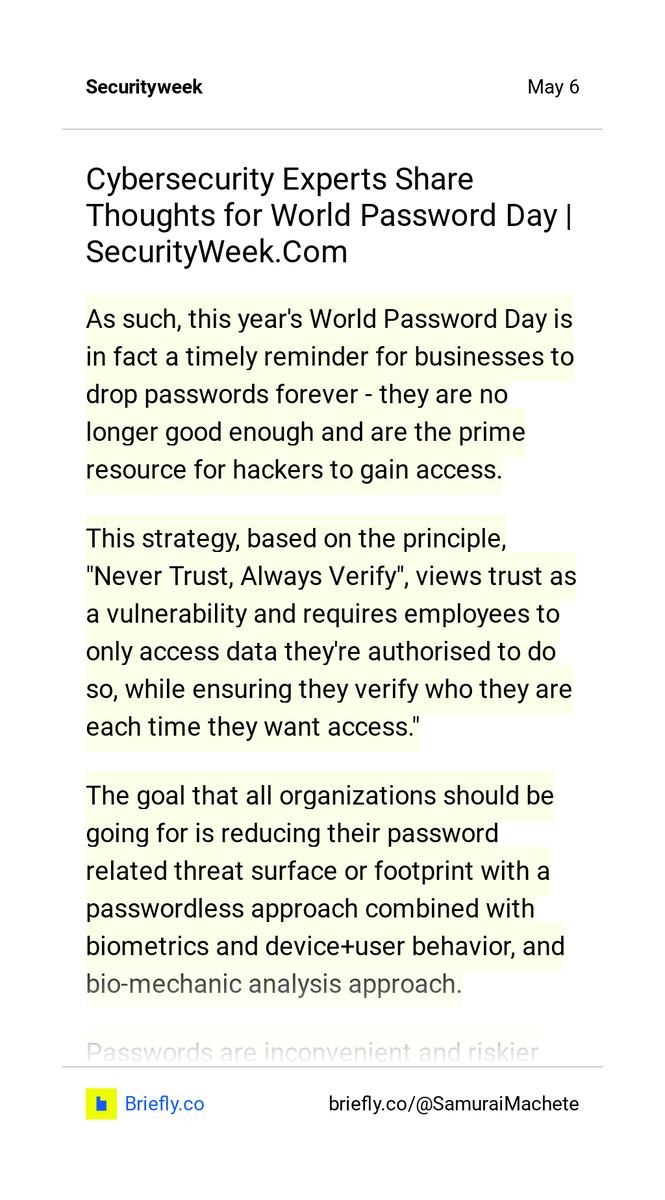 Securityweek
May 6
Cybersecurity Experts Share
Thoughts for World Password Day |
SecurityWeek.Com
As such, this year's World Password Day is
in fact a timely reminder for businesses to
drop passwords forever - they are no
longer good enough and are the prime
resource for hackers to gain access.
This strategy, based on the principle,
"Never Trust, Always Verify", views trust as
a vulnerability and requires employees to
only access data they're authorised to do
so, while ensuring they verify who they are
each time they want access."
The goal that all organizations should be
going for is reducing their password
related threat surface or footprint with a
passwordless approach combined with
biometrics and device+user behavior, and
bio-mechanic analysis approach.
Passwords are inconvenient and riskier
Briefly.co
briefly.co/@SamuraiMachete